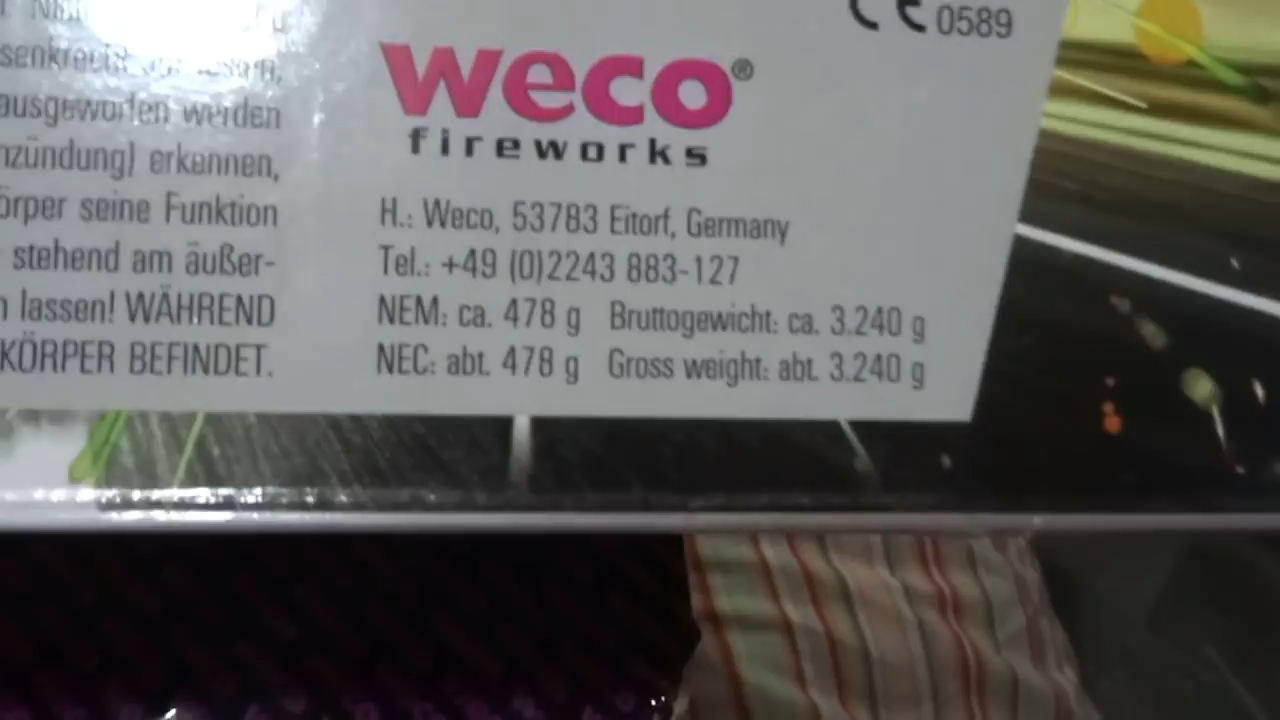 senkrecht
ausgeworfen werden
nzündung) erkennen,
örper seine Funktion
stehend am äußer-
n lassen! WÄHREND
KÖRPER BEFINDET.
CE 0589
weco®
fireworks
H.: Weco, 53783 Eitorf, Germany
Tel.: +49 (0)2243 883-127
NEM: ca. 478 g Bruttogewicht: ca. 3.240 g
NEC: abt. 478 g Gross weight: abt. 3.240 g